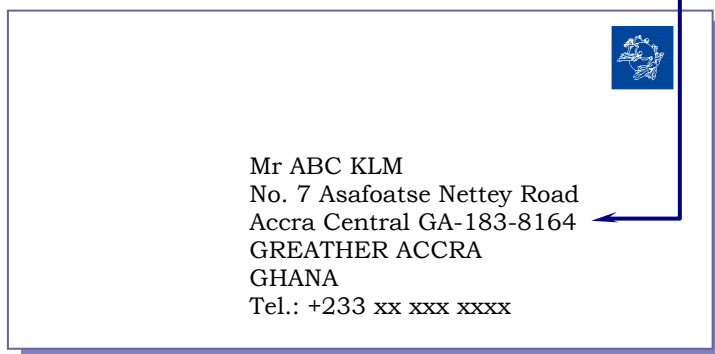 Mr ABC KLM
No. 7 Asafoatse Nettey Road
Accra Central GA-183-8164
GREATHER ACCRA
GHANA
Tel.: +233 xx xxx xxxx